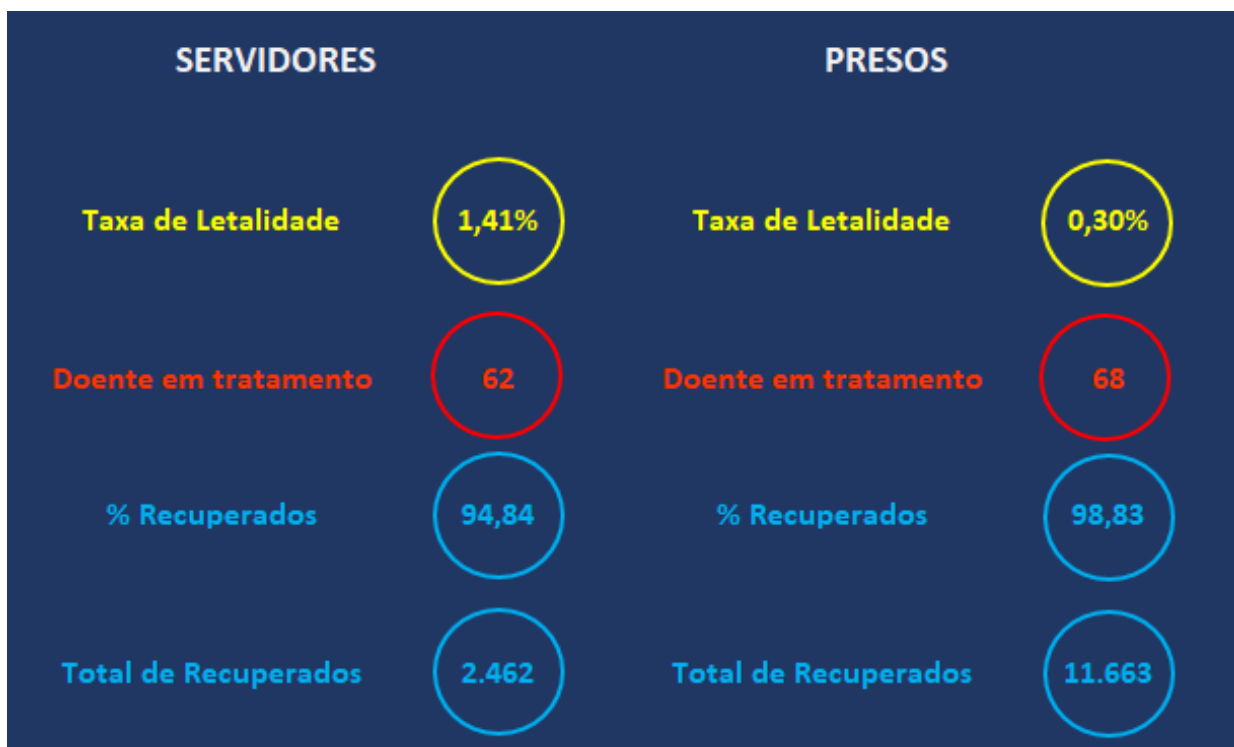 SERVIDORES
PRESOS
Taxa de Letalidade
1,41%
Taxa de Letalidade
0,30%
Doente em tratamento
62
Doente em tratamento
68
% Recuperados
94,84
% Recuperados
98,83
Total de Recuperados
2.462
Total de Recuperados
11.663